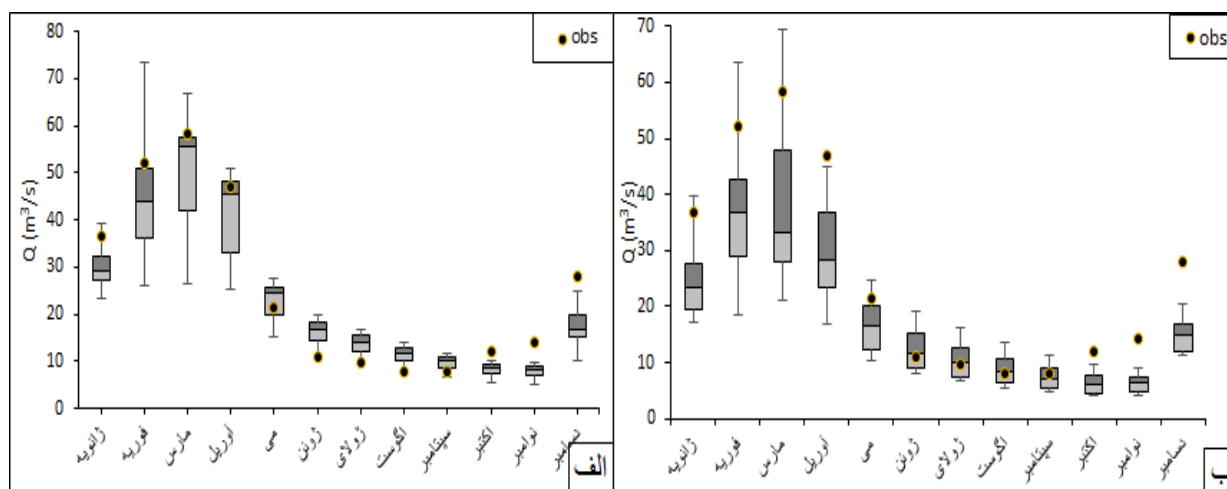 80
70
60
50
40
30
20
10
0
Q (m³/s)
obs
ژانویه
فوریه
مارس
آوریل
می
ژوئن
ژولای
آگوست
سپتامبر
اکتبر
نوامبر
دسامبر
الف
70
60
50
40
30
20
10
0
Q (m³/s)
obs
ژانویه
فوریه
مارس
آوریل
می
ژوئن
ژولای
آگوست
سپتامبر
اکتبر
نوامبر
دسامبر
ب